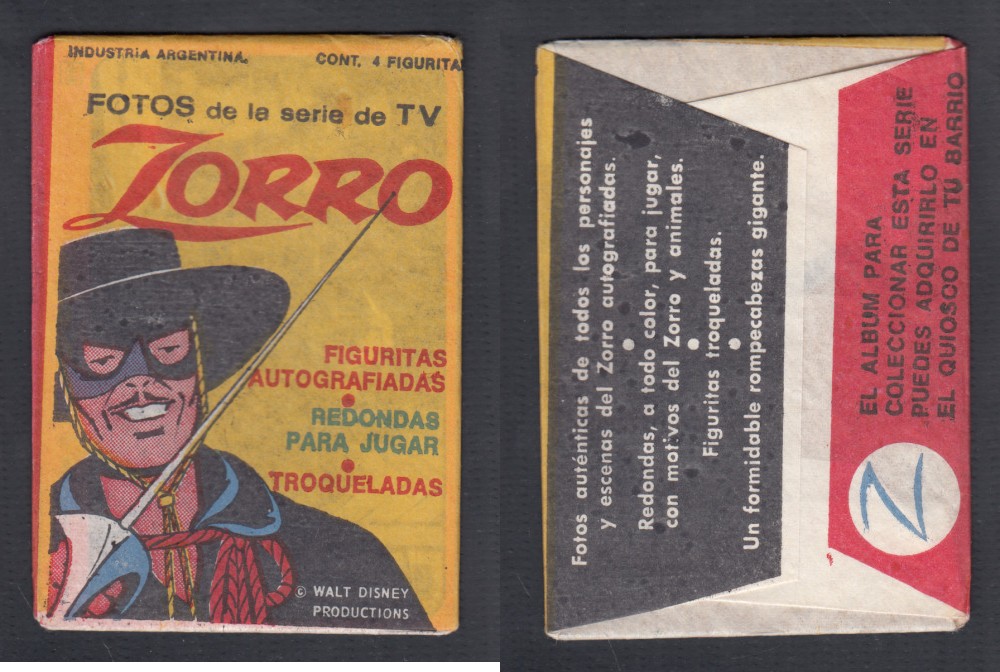 INDUSTRIA ARGENTINA.
CONT. 4 FIGURITA
FOTOS de la serie de TV
ZORRO
FIGURITAS
AUTOGRAFIADAS
REDONDAS
PARA JUGAR
TROQUELADAS
© WALT DISNEY
PRODUCTIONS
Fotos auténticas de todos los personajes
y escenas del Zorro autografiadas.
Redondas, a todo color, para jugar,
con motivos del Zorro y animales.
Figuritas troqueladas.
Un formidable rompecabezas gigante.
EL ALBUM PARA
COLECCIONAR ESTA SERIE
PUEDES ADQUIRIRLO EN
EL QUIOSCO DE TU BARRIO
Z